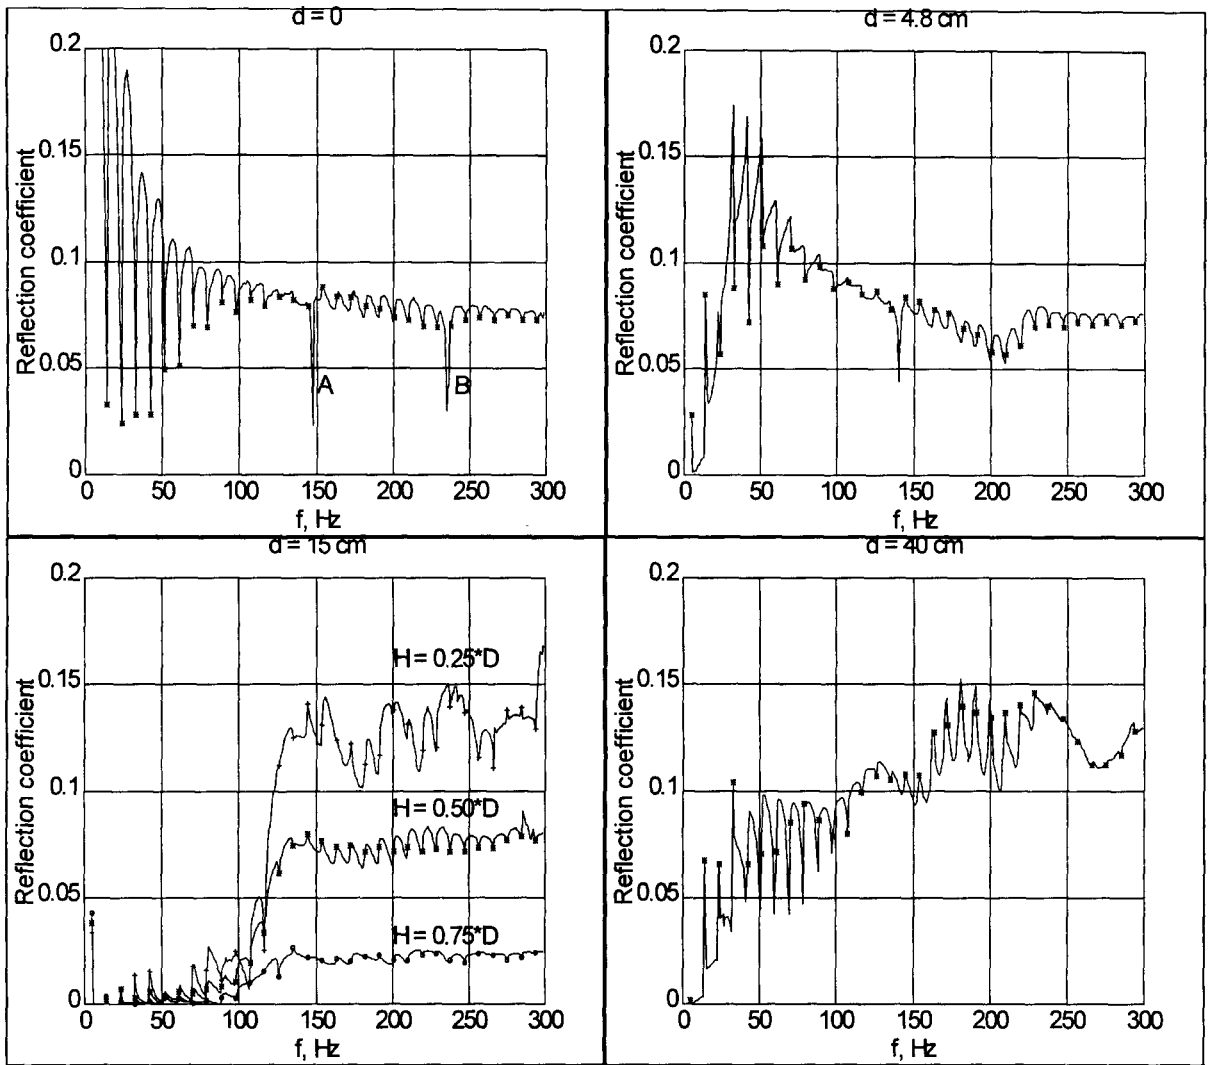 d = 0
0.2
0.15
0.1
0.05
0
Reflection coefficient
A
B
0 50 100 150 200 250 300
f, Hz
d = 4.8 cm
0.2
0.15
0.1
0.05
0
Reflection coefficient
0 50 100 150 200 250 300
f, Hz
d = 15 cm
0.2
0.15
0.1
0.05
0
Reflection coefficient
H = 0.25*D
H = 0.50*D
H = 0.75*D
0 50 100 150 200 250 300
f, Hz
d = 40 cm
0.2
0.15
0.1
0.05
0
Reflection coefficient
0 50 100 150 200 250 300
f, Hz